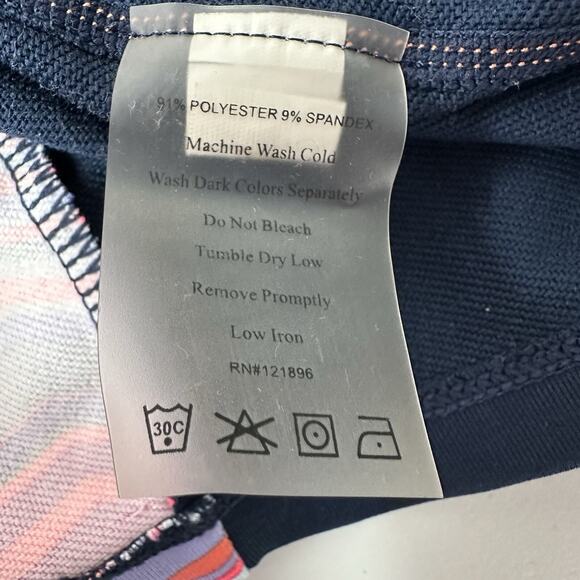 91% POLYESTER 9% SPANDEX
Machine Wash Cold
Wash Dark Colors Separately
Do Not Bleach
Tumble Dry Low
Remove Promptly
Low Iron
RN#121896
30C